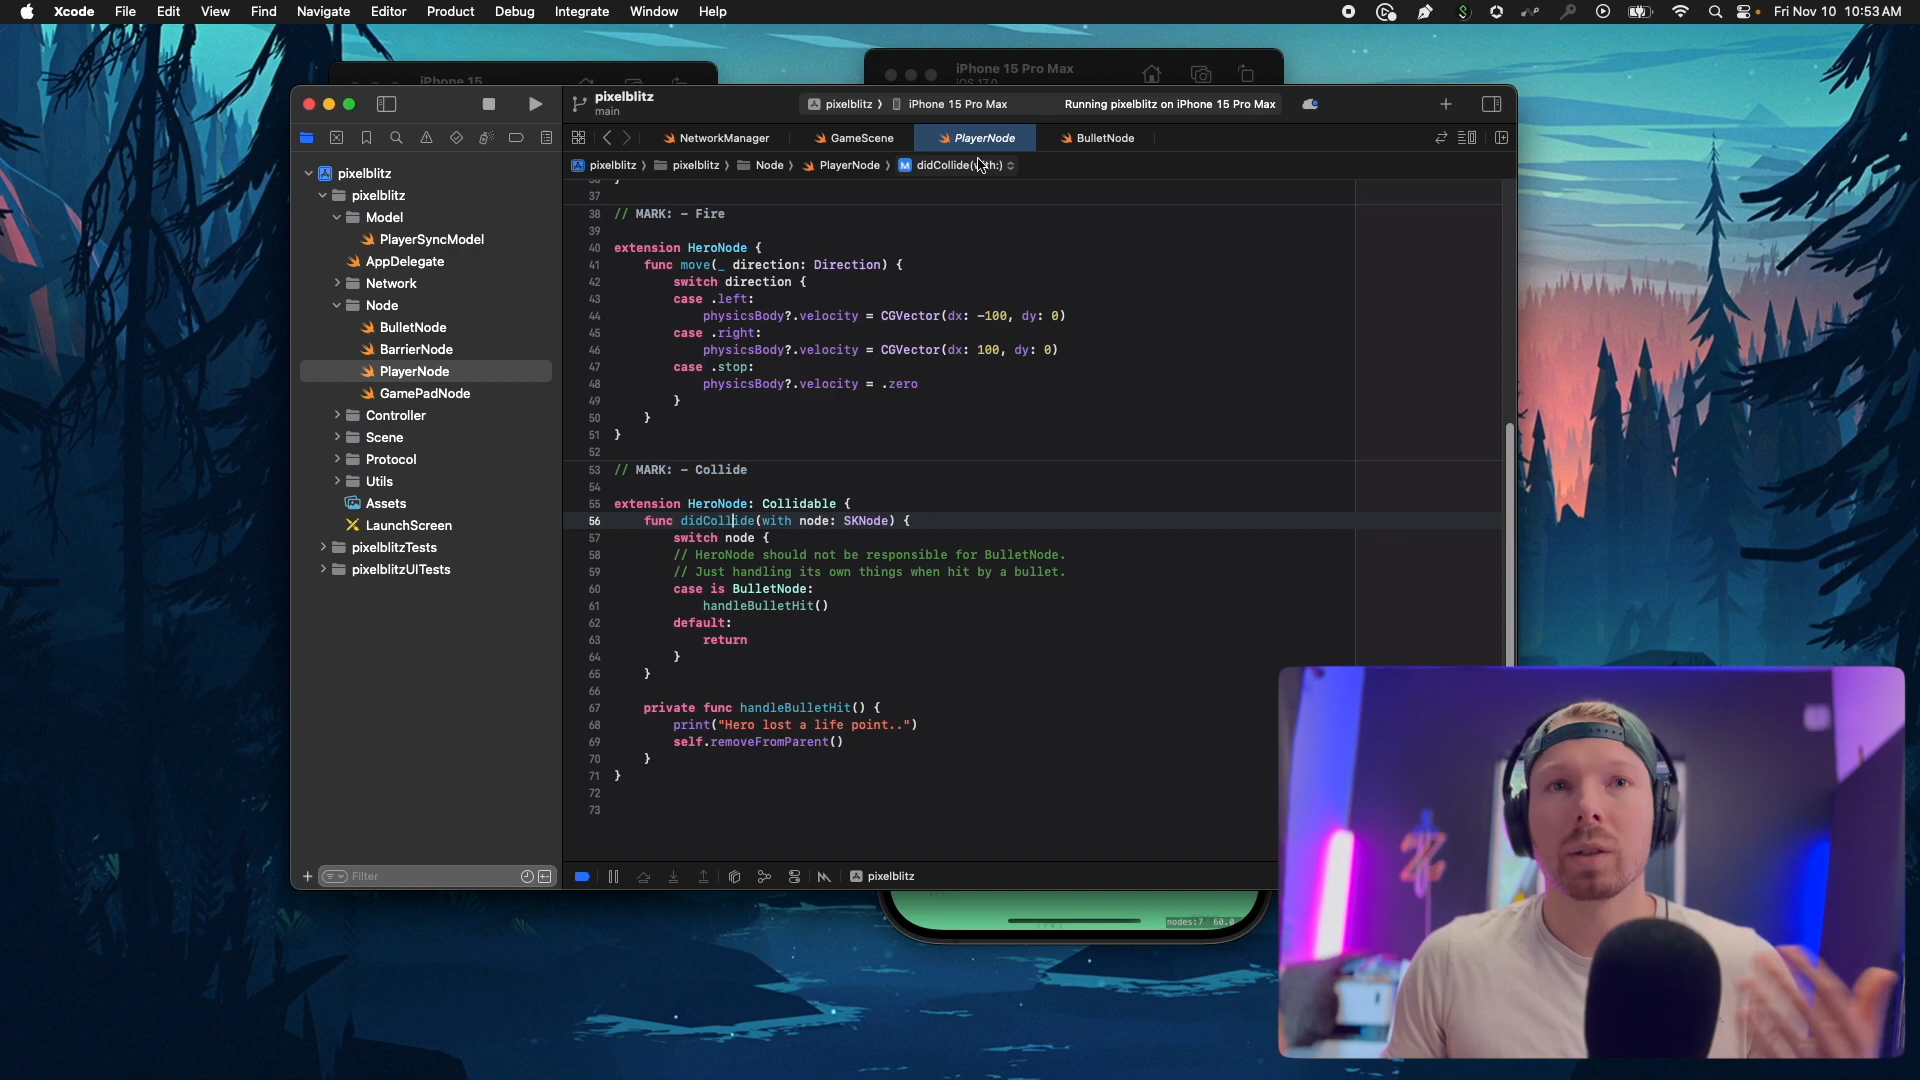 Xcode File Edit View Find Navigate Editor Product Debug Integrate Window Help
Fri Nov 10 10:53 AM
iPhone 15
iPhone 15 Pro Max
iOS 17.0
pixelblitz
main
pixelblitz 〉 iPhone 15 Pro Max
Running pixelblitz on iPhone 15 Pro Max
NetworkManager
GameScene
PlayerNode
BulletNode
pixelblitz 〉 pixelblitz 〉 Node 〉 PlayerNode 〉 M didCollide(with:)
pixelblitz
pixelblitz
Model
PlayerSyncModel
AppDelegate
Network
Node
BulletNode
BarrierNode
PlayerNode
GamePadNode
Controller
Scene
Protocol
Utils
Assets
LaunchScreen
pixelblitzTests
pixelblitzUITests
Filter
36 }
37
38 // MARK: - Fire
39
40 extension HeroNode {
41 func move(_ direction: Direction) {
42 switch direction {
43 case .left:
44 physicsBody?.velocity = CGVector(dx: -100, dy: 0)
45 case .right:
46 physicsBody?.velocity = CGVector(dx: 100, dy: 0)
47 case .stop:
48 physicsBody?.velocity = .zero
49 }
50 }
51 }
52
53 // MARK: - Collide
54
55 extension HeroNode: Collidable {
56 func didCollide(with node: SKNode) {
57 switch node {
58 // HeroNode should not be responsible for BulletNode.
59 // Just handling its own things when hit by a bullet.
60 case is BulletNode:
61 handleBulletHit()
62 default:
63 return
64 }
65 }
66
67 private func handleBulletHit() {
68 print("Hero lost a life point..")
69 self.removeFromParent()
70 }
71 }
72
73
pixelblitz
nodes:7 60.0